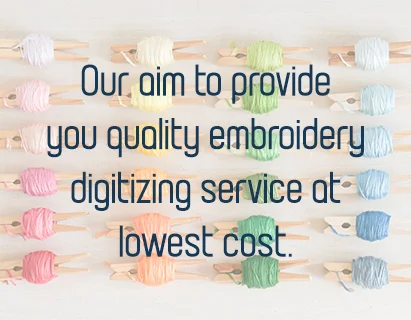 Our aim to provide
you quality embroidery
digitizing service at
lowest cost.